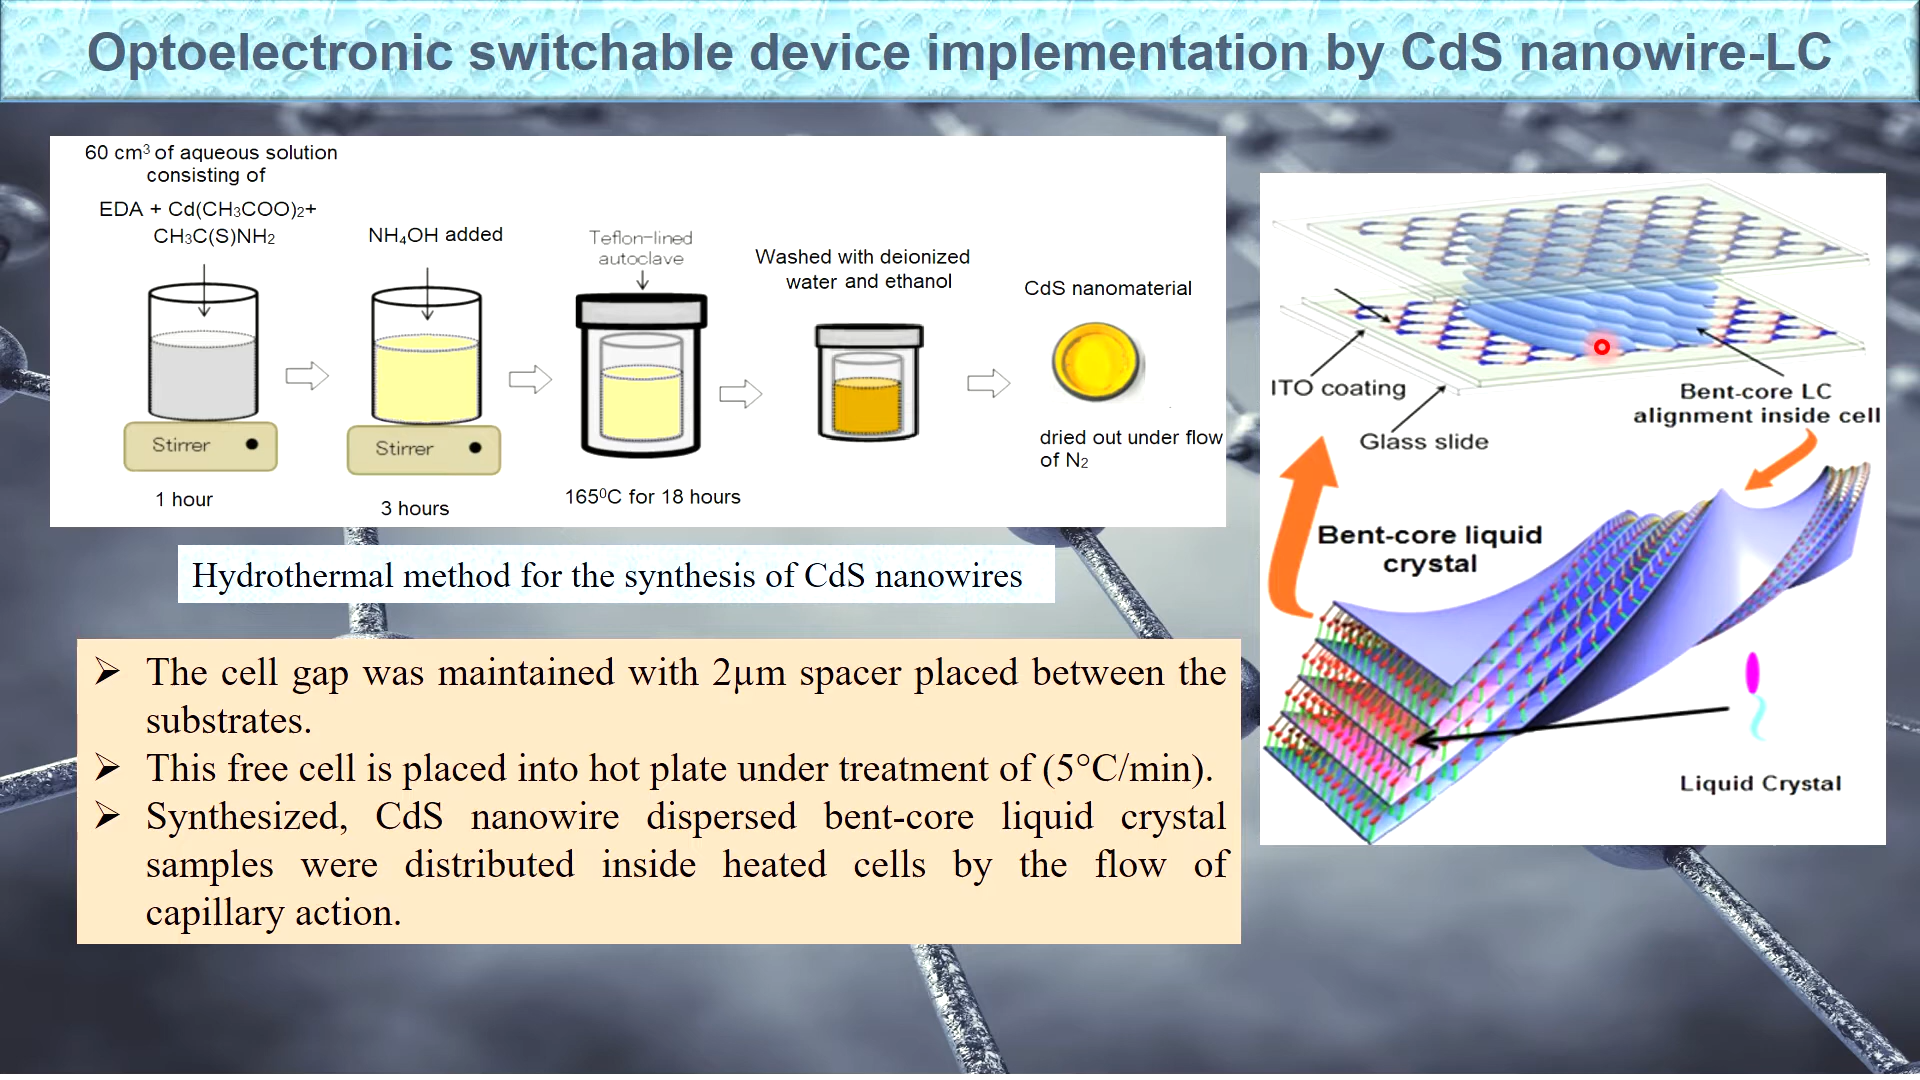 Optoelectronic switchable device implementation by CdS nanowire-LC
60 cm³ of aqueous solution
consisting of
EDA + Cd(CH₃COO)₂+
CH₃C(S)NH₂
Stirrer
1 hour
NH₄OH added
Stirrer
3 hours
Teflon-lined
autoclave
165⁰C for 18 hours
Washed with deionized
water and ethanol
CdS nanomaterial
dried out under flow
of N₂
Hydrothermal method for the synthesis of CdS nanowires
➢ The cell gap was maintained with 2µm spacer placed between the
substrates.
➢ This free cell is placed into hot plate under treatment of (5°C/min).
➢ Synthesized, CdS nanowire dispersed bent-core liquid crystal
samples were distributed inside heated cells by the flow of
capillary action.
ITO coating
Glass slide
Bent-core LC
alignment inside cell
Bent-core liquid
crystal
Liquid Crystal